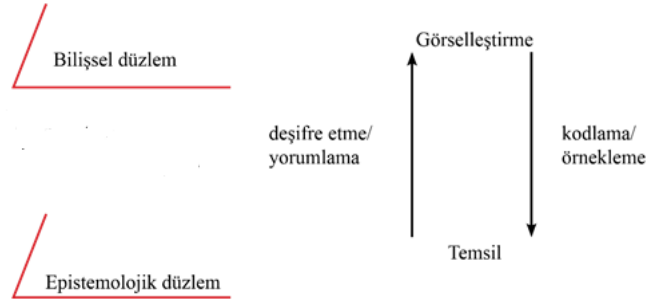 Görselleştirme
Bilişsel düzlem
deşifre etme/
yorumlama
kodlama/
örnekleme
Temsil
Epistemolojik düzlem